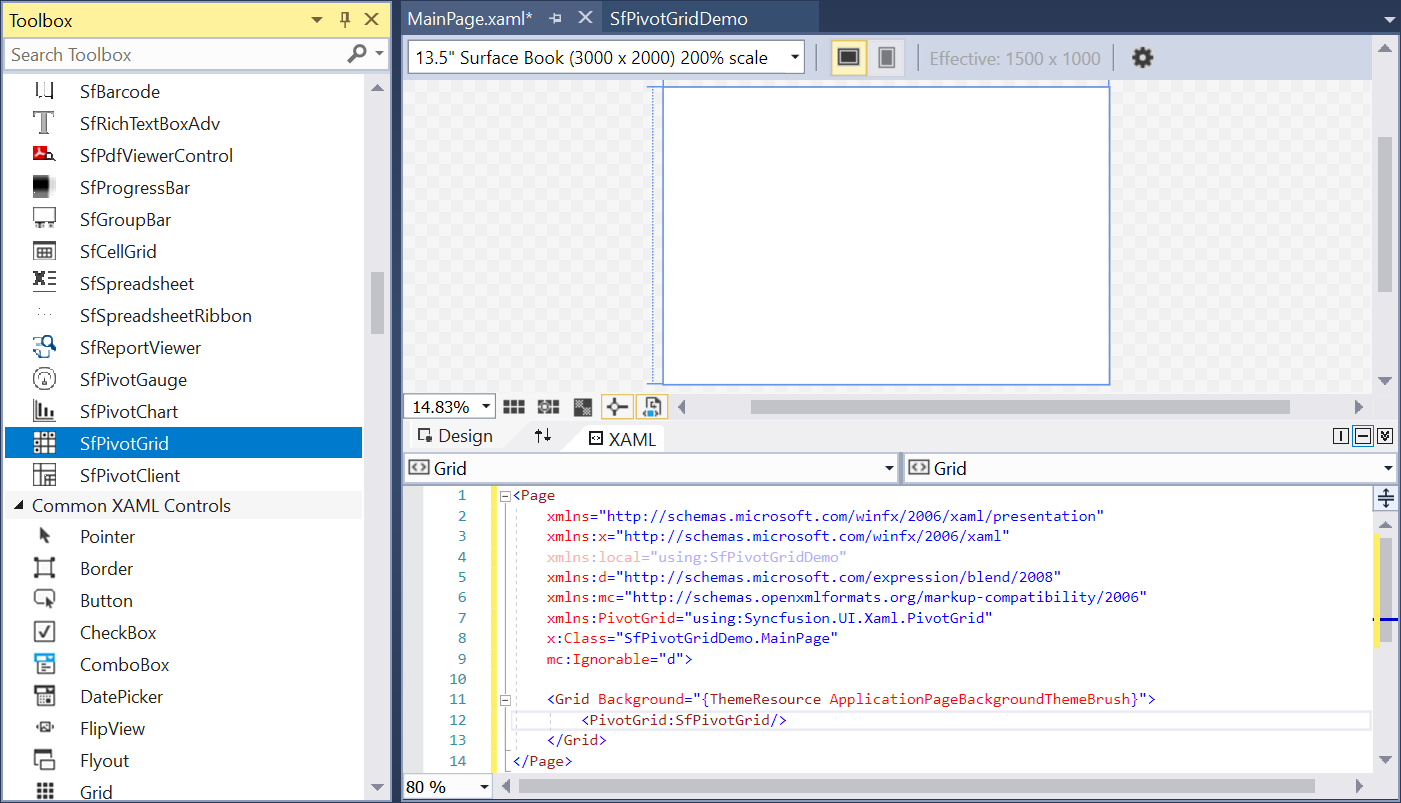 Toolbox
Search Toolbox
SfBarcode
SfRichTextBoxAdv
SfPdfViewerControl
SfProgressBar
SfGroupBar
SfCellGrid
SfSpreadsheet
SfSpreadsheetRibbon
SfReportViewer
SfPivotGauge
SfPivotChart
SfPivotGrid
SfPivotClient
Common XAML Controls
Pointer
Border
Button
CheckBox
ComboBox
DatePicker
FlipView
Flyout
Grid
MainPage.xaml* SfPivotGridDemo
13.5" Surface Book (3000 x 2000) 200% scale Effective: 1500 x 1000
14.83%
Design XAML
Grid Grid
1 <Page
2 xmlns="http://schemas.microsoft.com/winfx/2006/xaml/presentation"
3 xmlns:x="http://schemas.microsoft.com/winfx/2006/xaml"
4 xmlns:local="using:SfPivotGridDemo"
5 xmlns:d="http://schemas.microsoft.com/expression/blend/2008"
6 xmlns:mc="http://schemas.openxmlformats.org/markup-compatibility/2006"
7 xmlns:PivotGrid="using:Syncfusion.UI.Xaml.PivotGrid"
8 x:Class="SfPivotGridDemo.MainPage"
9 mc:Ignorable="d">
10
11 <Grid Background="{ThemeResource ApplicationPageBackgroundThemeBrush}">
12 <PivotGrid:SfPivotGrid/>
13 </Grid>
14 </Page>
80 %